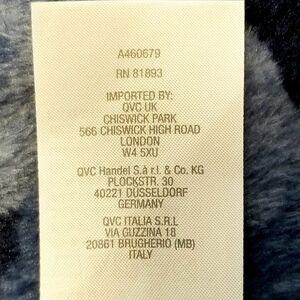 A460679
RN 81893
IMPORTED BY:
QVC UK
CHISWICK PARK
566 CHISWICK HIGH ROAD
LONDON
W4 5XU
QVC Handel S.à r.l. & Co. KG
PLOCKSTR. 30
40221 DÜSSELDORF
GERMANY
QVC ITALIA S.R.L
VIA GUZZINA 18
20861 BRUGHERIO (MB)
ITALY